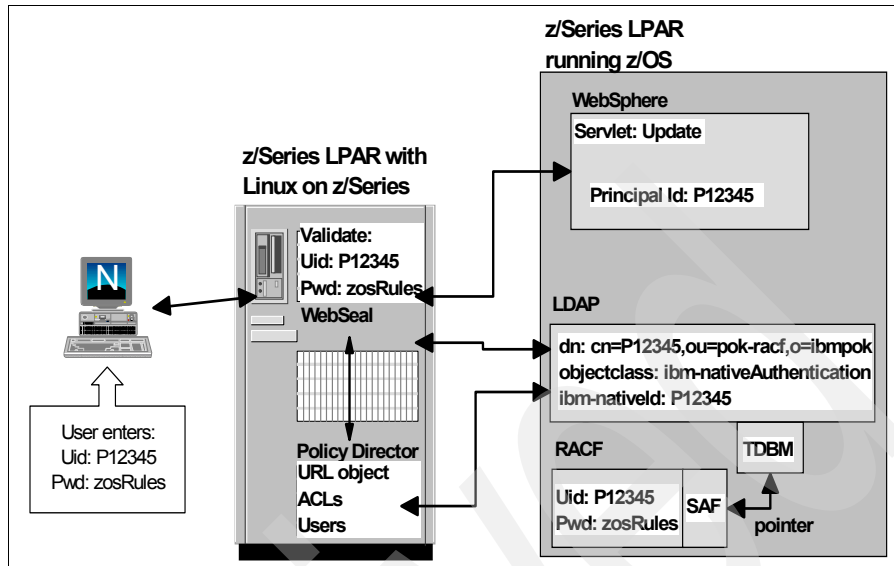 z/Series LPAR
running z/OS
WebSphere
Servlet: Update
Principal Id: P12345
z/Series LPAR with
Linux on z/Series
Validate:
Uid: P12345
Pwd: zosRules
WebSeal
N
LDAP
dn: cn=P12345,ou=pok-racf,o=ibmpok
objectclass: ibm-nativeAuthentication
ibm-nativeId: P12345
User enters:
Uid: P12345
Pwd: zosRules
Policy Director
URL object
ACLs
Users
RACF
TDBM
Uid: P12345
Pwd: zosRules
SAF
pointer